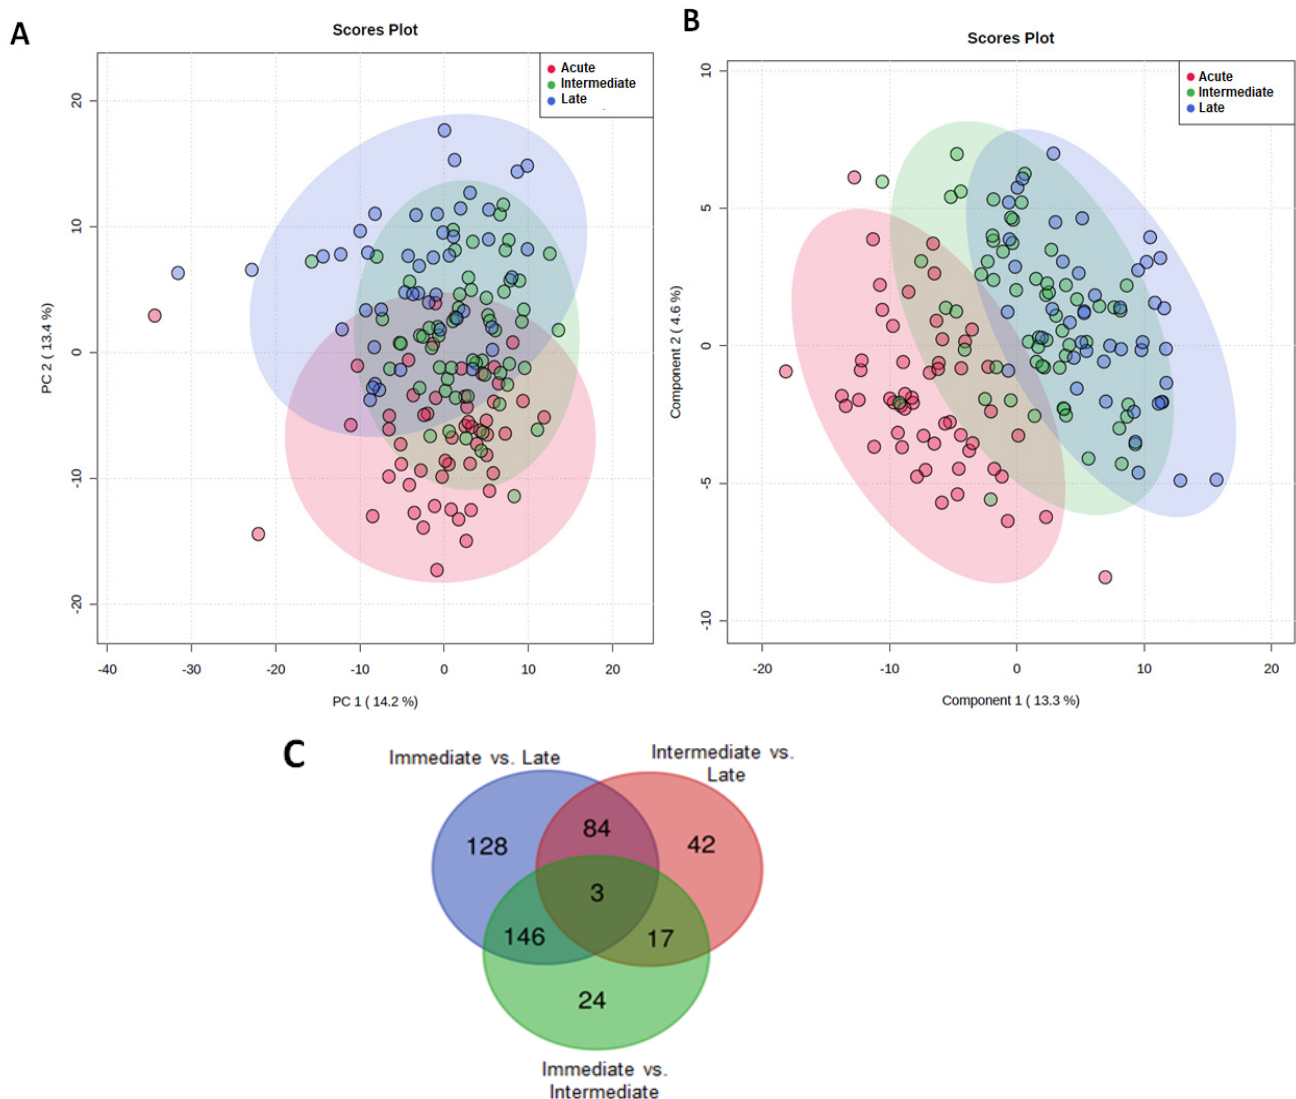 A
Scores Plot
Acute
Intermediate
Late
20
10
0
-10
-20
PC 2 ( 13.4 %)
-40
-30
-20
-10
0
10
20
PC 1 ( 14.2 %)
B
Scores Plot
Acute
Intermediate
Late
10
5
0
-5
-10
Component 2 ( 4.6 %)
-20
-10
0
10
20
Component 1 ( 13.3 %)
C
Immediate vs. Late
Intermediate vs.
Late
128
84
42
3
146
17
24
Immediate vs.
Intermediate